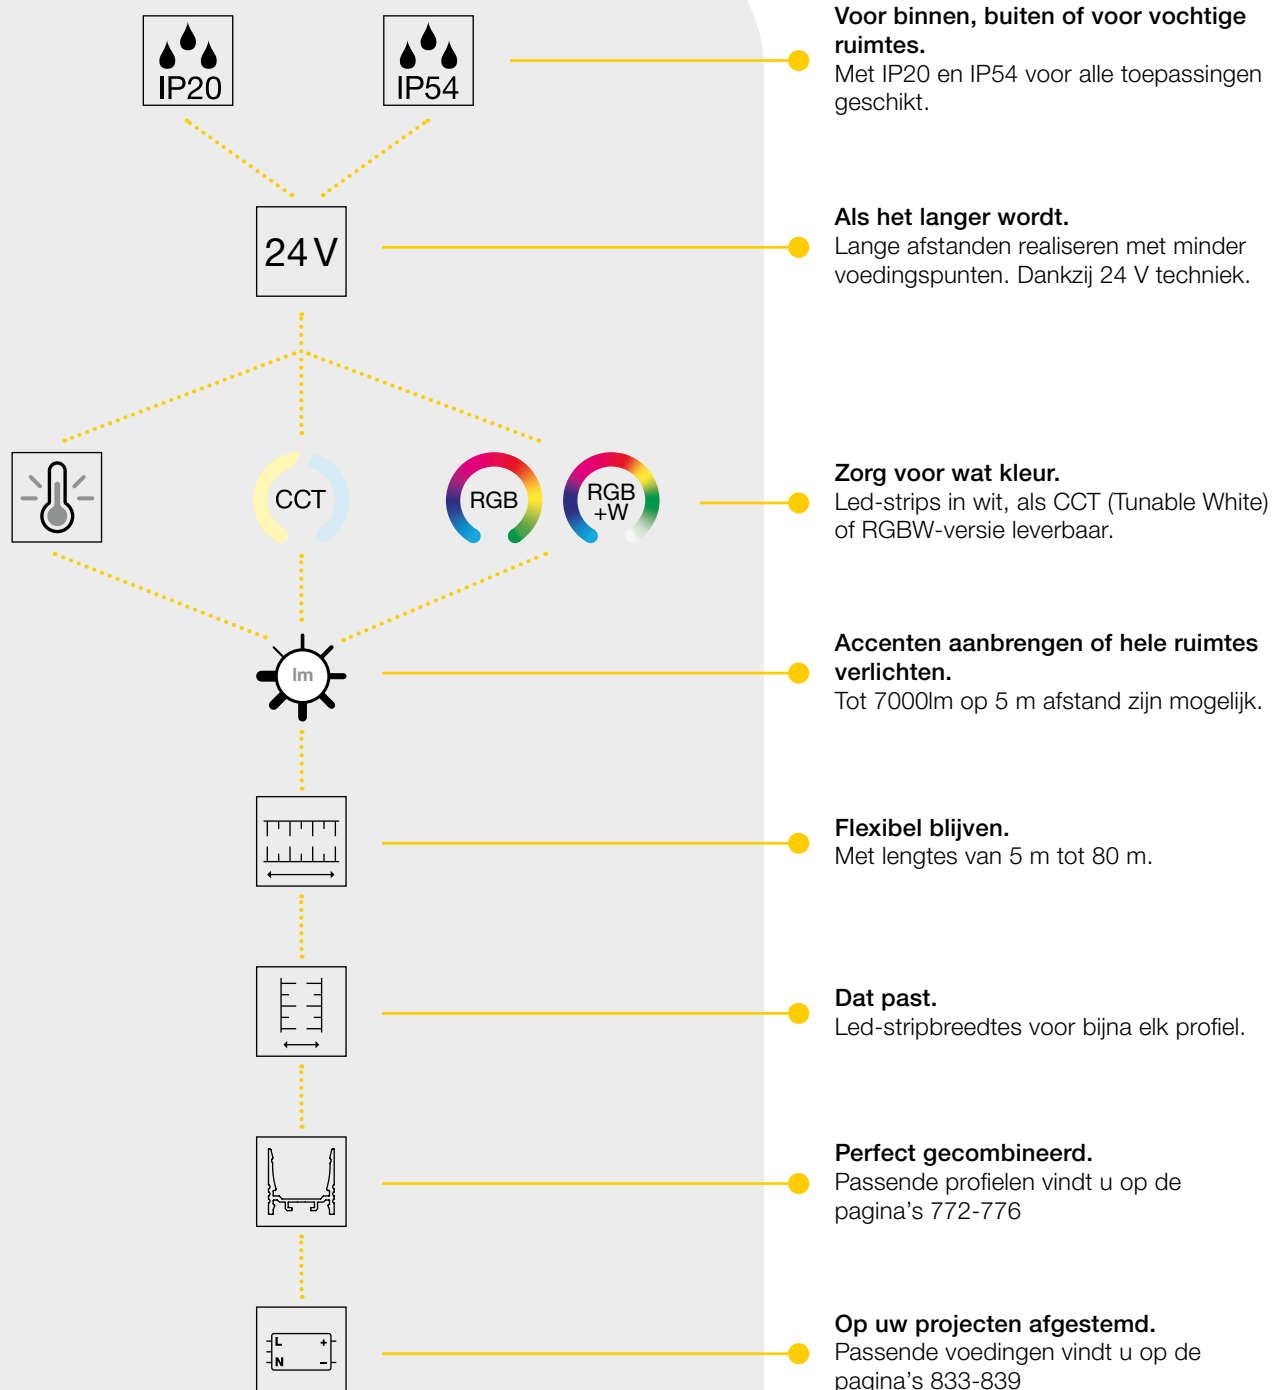 IP20
IP54
Voor binnen, buiten of voor vochtige
ruimtes.
Met IP20 en IP54 voor alle toepassingen
geschikt.
24 V
Als het langer wordt.
Lange afstanden realiseren met minder
voedingspunten. Dankzij 24 V techniek.
CCT
RGB
RGB
+W
Zorg voor wat kleur.
Led-strips in wit, als CCT (Tunable White)
of RGBW-versie leverbaar.
lm
Accenten aanbrengen of hele ruimtes
verlichten.
Tot 7000lm op 5 m afstand zijn mogelijk.
Flexibel blijven.
Met lengtes van 5 m tot 80 m.
Dat past.
Led-stripbreedtes voor bijna elk profiel.
Perfect gecombineerd.
Passende profielen vindt u op de
pagina’s 772-776
L +
N –
Op uw projecten afgestemd.
Passende voedingen vindt u op de
pagina’s 833-839